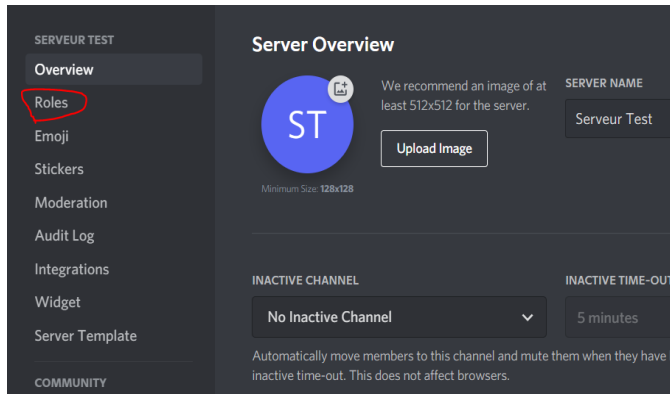 SERVEUR TEST
Overview
Roles
Emoji
Stickers
Moderation
Audit Log
Integrations
Widget
Server Template
COMMUNITY
Server Overview
ST
Minimum Size: 128x128
We recommend an image of at
least 512x512 for the server.
Upload Image
SERVER NAME
Serveur Test
INACTIVE CHANNEL
No Inactive Channel
INACTIVE TIME-OUT
5 minutes
Automatically move members to this channel and mute them when they have
inactive time-out. This does not affect browsers.